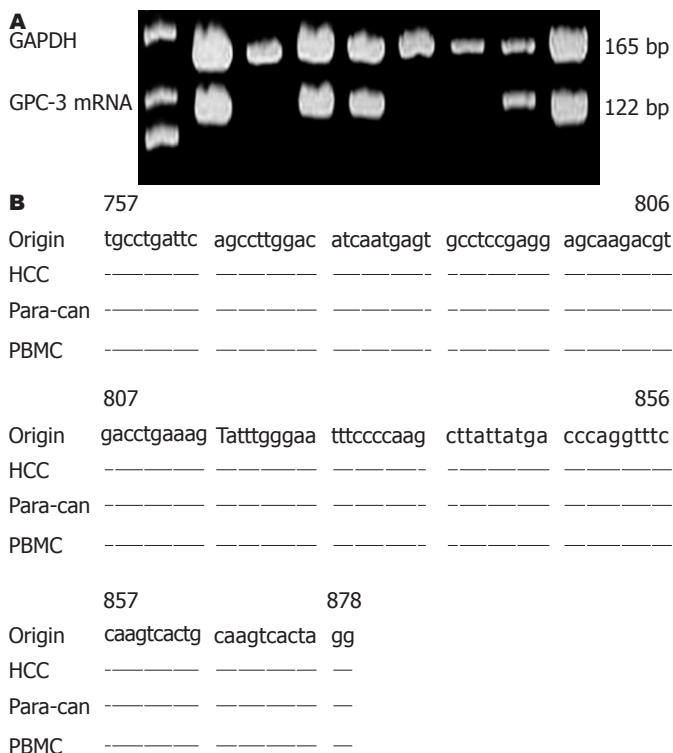 A
GAPDH 165 bp
GPC-3 mRNA 122 bp
B 757 806
Origin tgcctgattc agccttggac atcaatgagt gcctccgagg agcaagacgt
HCC
Para-can
PBMC
807 856
Origin gacctgaaag Tatttgggaa tttccccaag cttattatga cccaggtttc
HCC
Para-can
PBMC
857 878
Origin caagtcactg caagtcacta gg
HCC
Para-can
PBMC